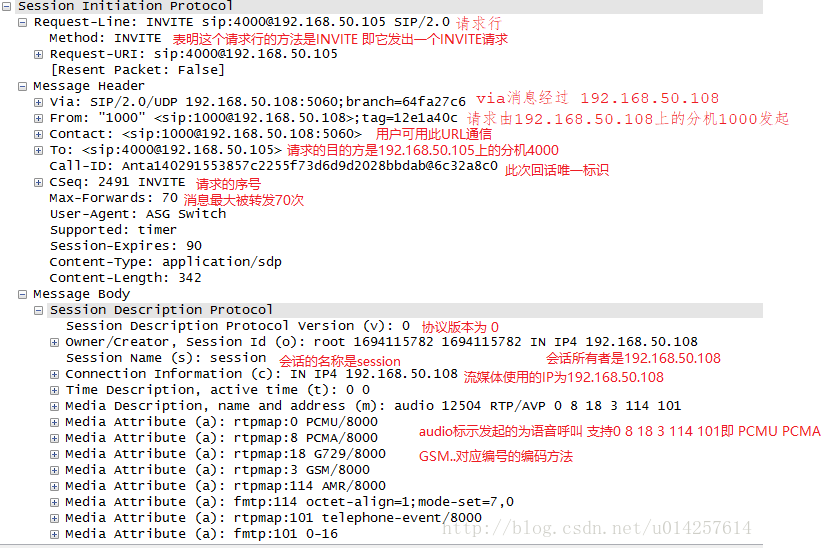 Session Initiation Protocol
Request-Line: INVITE sip:4000@192.168.50.105 SIP/2.0 请求行
Method: INVITE 表明这个请求行的方法是INVITE 即它发出一个INVITE请求
Request-URI: sip:4000@192.168.50.105
[Resent Packet: False]
Message Header
Via: SIP/2.0/UDP 192.168.50.108:5060;branch=64fa27c6 via消息经过 192.168.50.108
From: "1000" <sip:1000@192.168.50.108>;tag=12e1a40c 请求由192.168.50.108上的分机1000发起
Contact: <sip:1000@192.168.50.108:5060> 用户可用此URL通信
To: <sip:4000@192.168.50.105> 请求的目的方是192.168.50.105上的分机4000
Call-ID: Anta140291553857c2255f73d6d9d2028bbdab@6c32a8c0 此次回话唯一标识
CSeq: 2491 INVITE 请求的序号
Max-Forwards: 70 消息最大被转发70次
User-Agent: ASG Switch
Supported: timer
Session-Expires: 90
Content-Type: application/sdp
Content-Length: 342
Message Body
Session Description Protocol
Session Description Protocol Version (v): 0 协议版本为 0
Owner/Creator, Session Id (o): root 1694115782 1694115782 IN IP4 192.168.50.108
Session Name (s): session 会话的名称是session 会话所有者是192.168.50.108
Connection Information (c): IN IP4 192.168.50.108 流媒体使用的IP为192.168.50.108
Time Description, active time (t): 0 0
Media Description, name and address (m): audio 12504 RTP/AVP 0 8 18 3 114 101
Media Attribute (a): rtpmap:0 PCMU/8000
Media Attribute (a): rtpmap:8 PCMA/8000 audio标示发起的为语音呼叫 支持0 8 18 3 114 101即 PCMU PCMA
Media Attribute (a): rtpmap:18 G729/8000 GSM..对应编号的编码方法
Media Attribute (a): rtpmap:3 GSM/8000
Media Attribute (a): rtpmap:114 AMR/8000
Media Attribute (a): fmtp:114 octet-align=1;mode-set=7,0
Media Attribute (a): rtpmap:101 telephone-event/8000
Media Attribute (a): fmtp:101 0-16
http://blog.csdn.net/u014257614